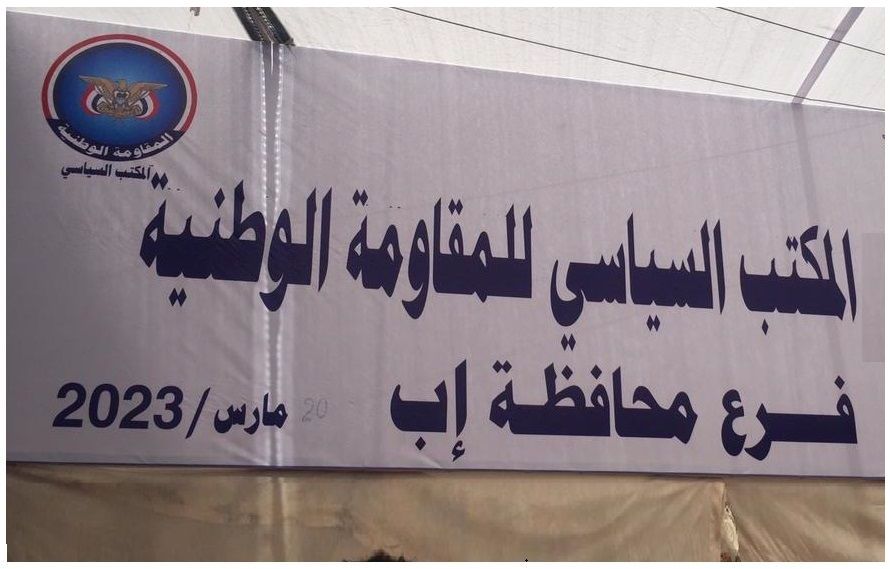 المقاومة الوطنية
المكتب السياسي
المكتب السياسي للمقاومة الوطنية
فرع محافظة إب
20 مارس/2023